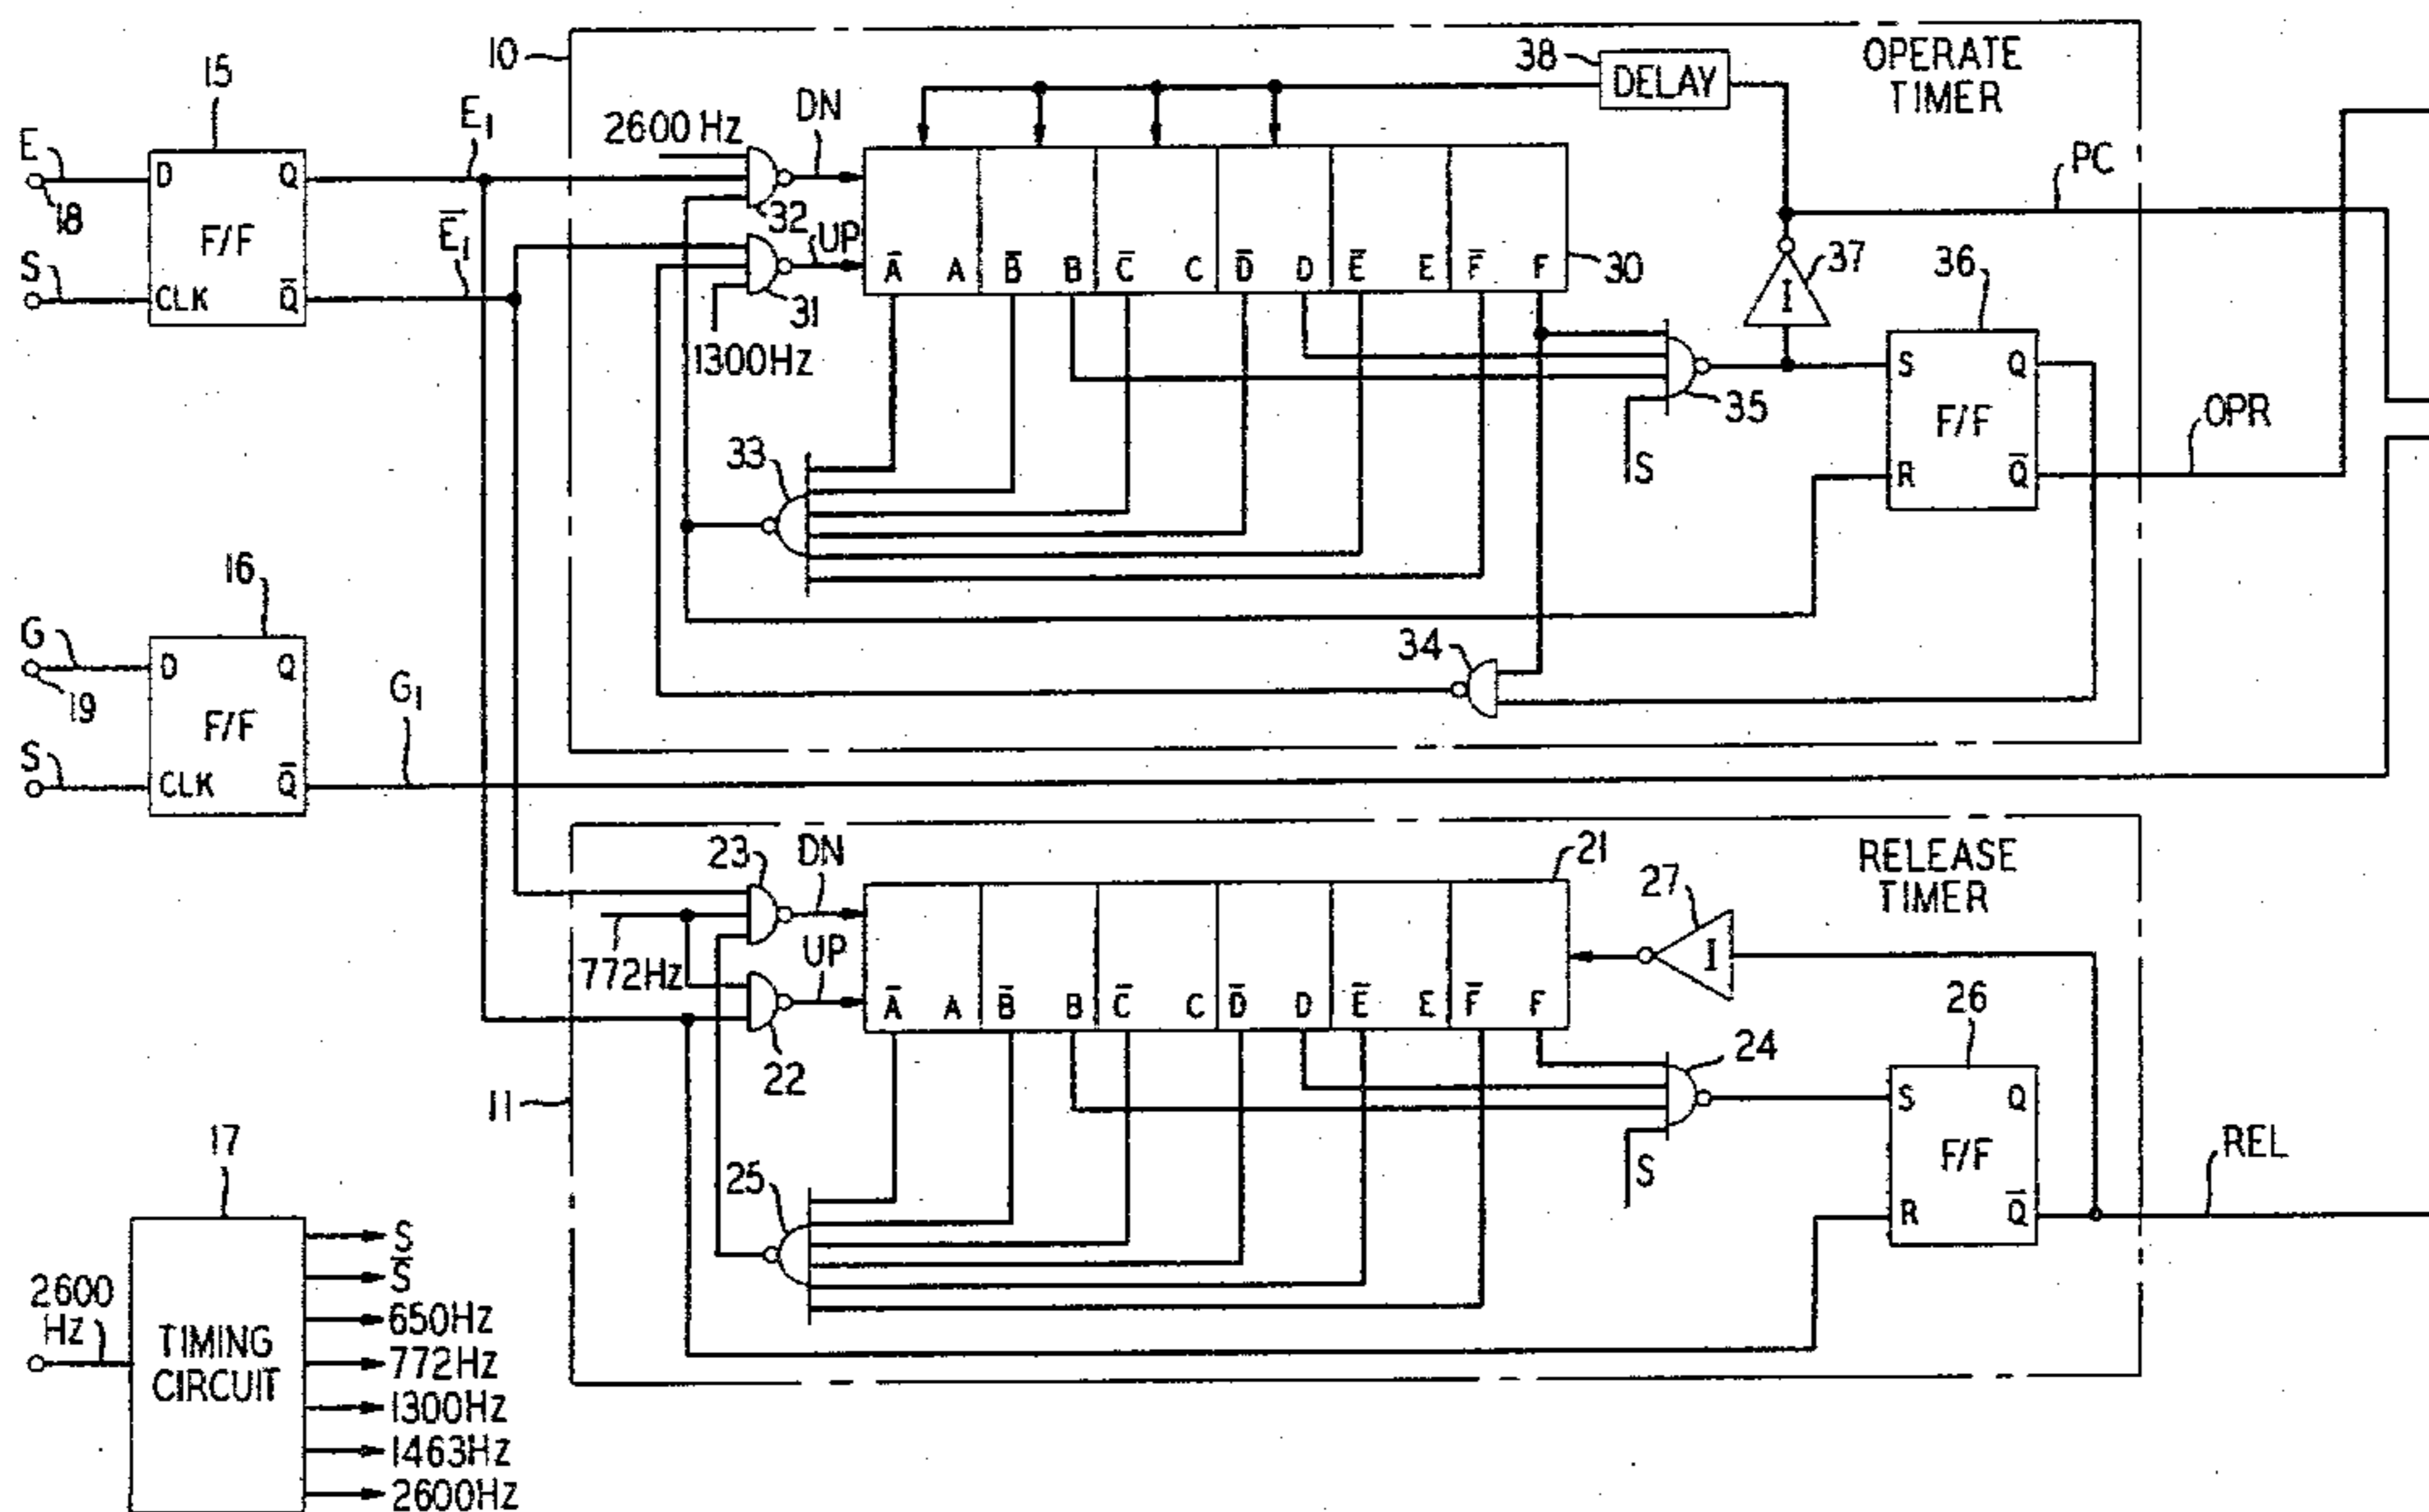 10
38
DELAY
OPERATE
TIMER
15
E
18
D
Q
F/F
S
CLK
Q̅
E₁
E̅₁
2600 Hz
DN
32
UP
31
1300Hz
A̅ A B̅ B C̅ C D̅ D E̅ E F̅ F
30
37
I
PC
36
S Q
F/F
R Q̅
OPR
35
S
33
34
16
G
19
D Q
F/F
S
CLK Q̅
G₁
11
RELEASE
TIMER
23
DN
772Hz
UP
22
A̅ A B̅ B C̅ C D̅ D E̅ E F̅ F
21
27
I
24
S
26
S Q
F/F
R Q̅
REL
25
17
2600
Hz
TIMING
CIRCUIT
S
S̅
650Hz
772Hz
1300Hz
1463Hz
2600Hz